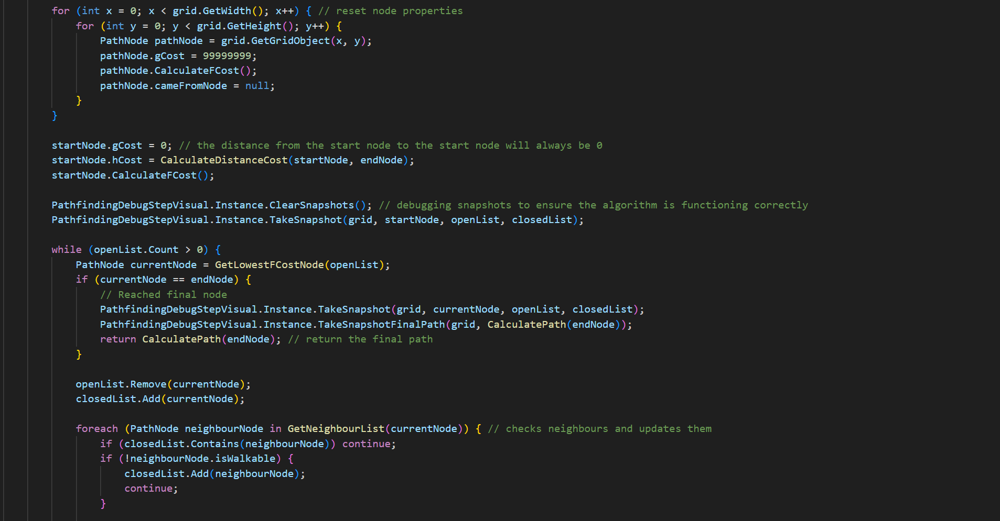 for (int x = 0; x < grid.GetWidth(); x++) { // reset node properties
for (int y = 0; y < grid.GetHeight(); y++) {
PathNode pathNode = grid.GetGridObject(x, y);
pathNode.gCost = 99999999;
pathNode.CalculateFCost();
pathNode.cameFromNode = null;
}
}
startNode.gCost = 0; // the distance from the start node to the start node will always be 0
startNode.hCost = CalculateDistanceCost(startNode, endNode);
startNode.CalculateFCost();
PathfindingDebugStepVisual.Instance.ClearSnapshots(); // debugging snapshots to ensure the algorithm is functioning correctly
PathfindingDebugStepVisual.Instance.TakeSnapshot(grid, startNode, openList, closedList);
while (openList.Count > 0) {
PathNode currentNode = GetLowestFCostNode(openList);
if (currentNode == endNode) {
// Reached final node
PathfindingDebugStepVisual.Instance.TakeSnapshot(grid, currentNode, openList, closedList);
PathfindingDebugStepVisual.Instance.TakeSnapshotFinalPath(grid, CalculatePath(endNode));
return CalculatePath(endNode); // return the final path
}
openList.Remove(currentNode);
closedList.Add(currentNode);
foreach (PathNode neighbourNode in GetNeighbourList(currentNode)) { // checks neighbours and updates them
if (closedList.Contains(neighbourNode)) continue;
if (!neighbourNode.isWalkable) {
closedList.Add(neighbourNode);
continue;
}